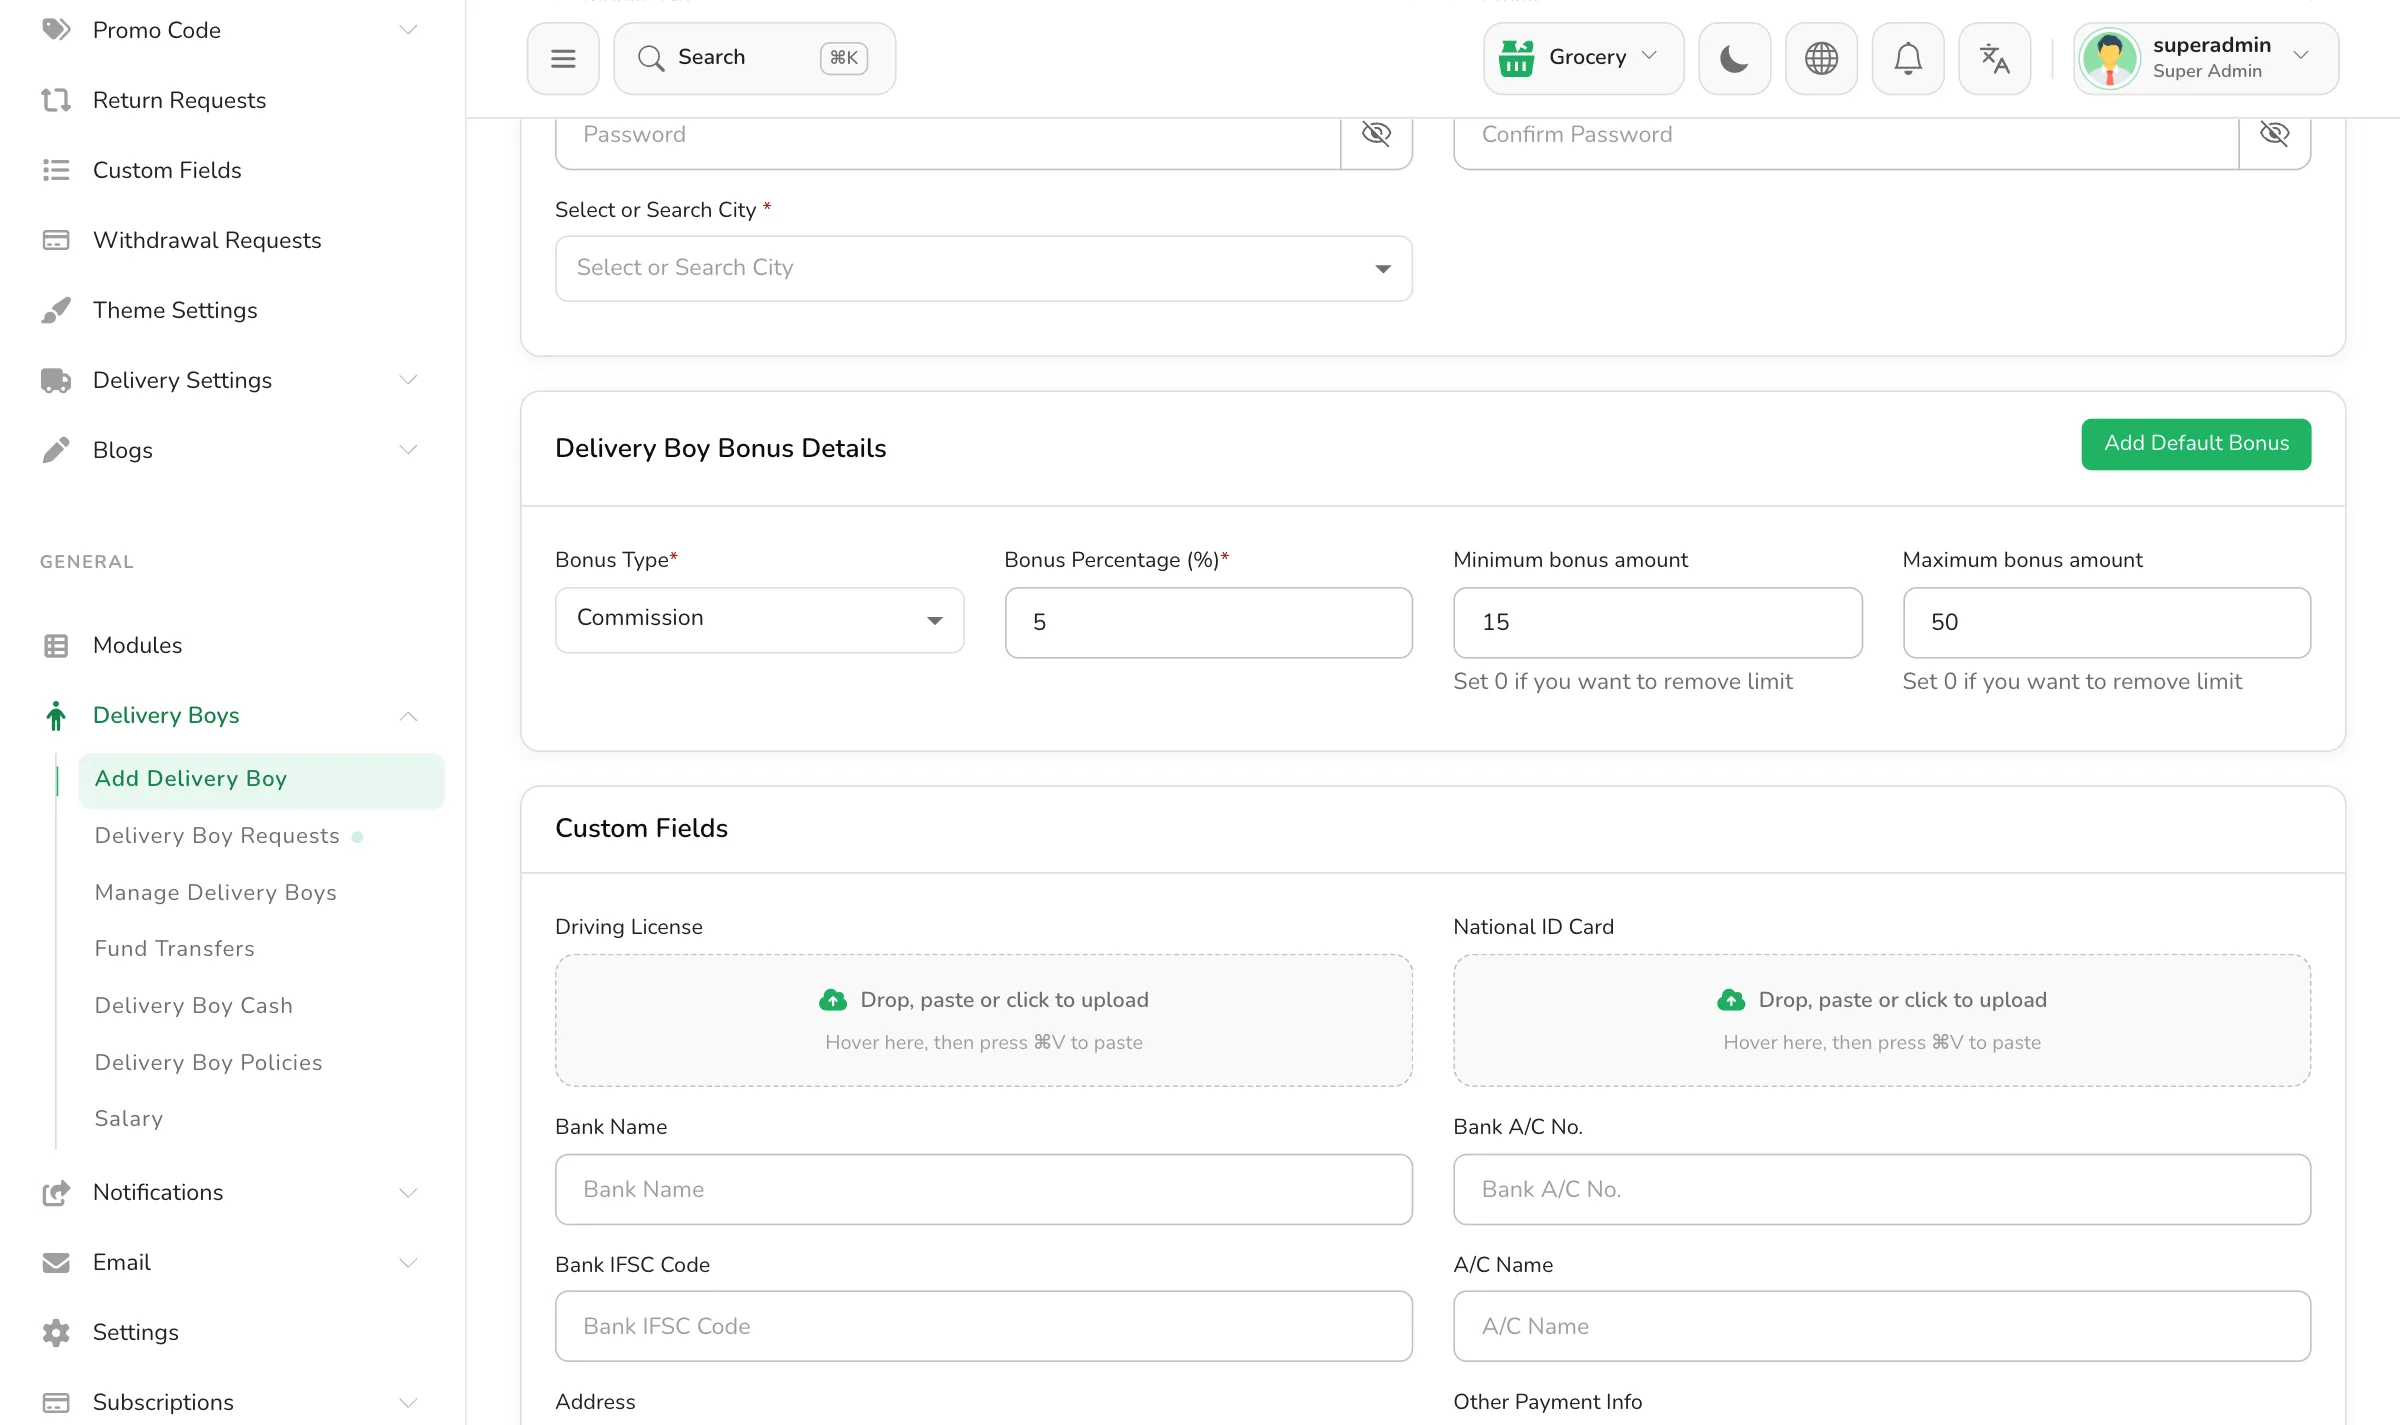 Promo Code
Return Requests
Custom Fields
Withdrawal Requests
Theme Settings
Delivery Settings
Blogs
GENERAL
Modules
Delivery Boys
Add Delivery Boy
Delivery Boy Requests
Manage Delivery Boys
Fund Transfers
Delivery Boy Cash
Delivery Boy Policies
Salary
Notifications
Email
Settings
Subscriptions
Search ⌘K
Grocery
superadmin
Super Admin
Password
Confirm Password
Select or Search City *
Select or Search City
Delivery Boy Bonus Details
Add Default Bonus
Bonus Type*
Bonus Percentage (%)*
Minimum bonus amount
Maximum bonus amount
Commission
5
15
50
Set 0 if you want to remove limit
Set 0 if you want to remove limit
Custom Fields
Driving License
National ID Card
Drop, paste or click to upload
Hover here, then press ⌘V to paste
Drop, paste or click to upload
Hover here, then press ⌘V to paste
Bank Name
Bank A/C No.
Bank Name
Bank A/C No.
Bank IFSC Code
A/C Name
Bank IFSC Code
A/C Name
Address
Other Payment Info